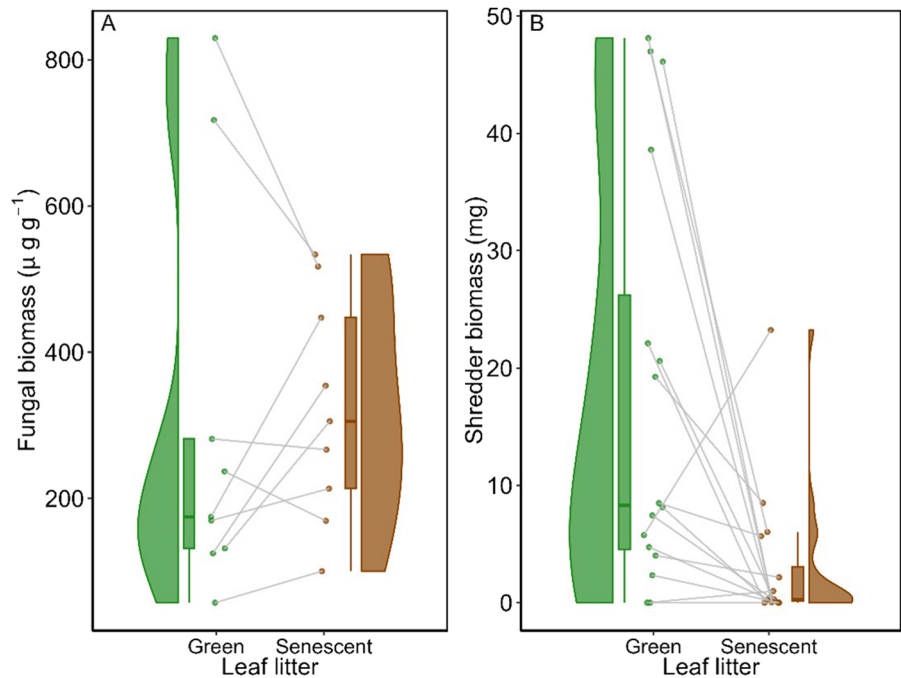 A
Fungal biomass (µ g g⁻¹)
800
600
400
200
Green Senescent
Leaf litter
B
Shredder biomass (mg)
50
40
30
20
10
0
Green Senescent
Leaf litter